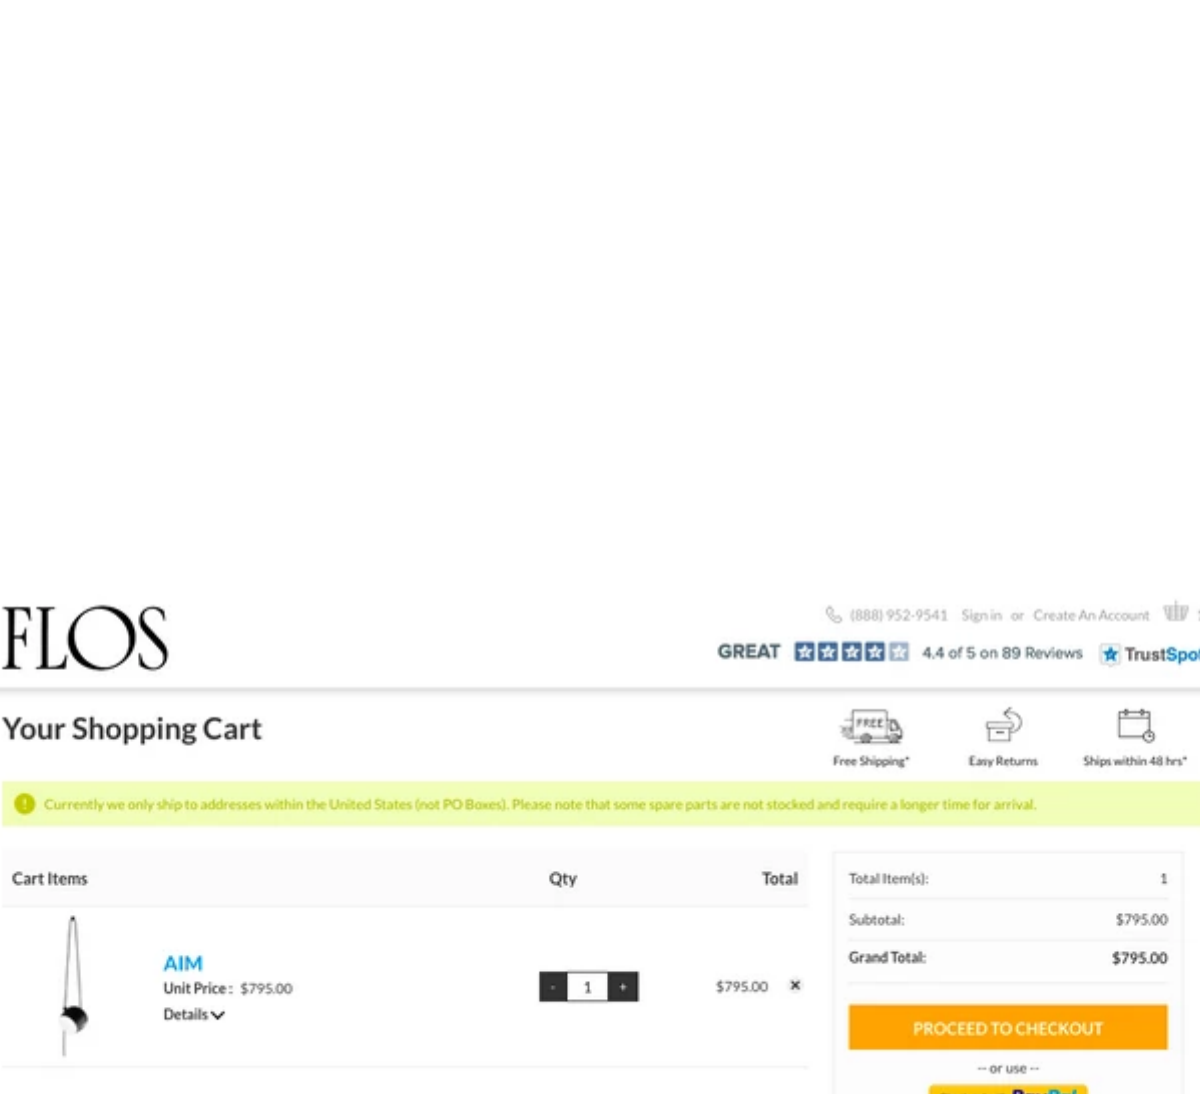 FLOS
(888) 952-9541 Sign in or Create An Account
GREAT 4.4 of 5 on 89 Reviews
Your Shopping Cart
FREE
Free Shipping* Easy Returns Ships within 48 hrs*
! Currently we only ship to addresses within the United States (not PO Boxes). Please note that some spare parts are not stocked and require a longer time for arrival.
Cart Items Qty Total
AIM
Unit Price : $795.00
Details
- 1 + $795.00 ×
Total Item(s): 1
Subtotal: $795.00
Grand Total: $795.00
PROCEED TO CHECKOUT
-- or use --